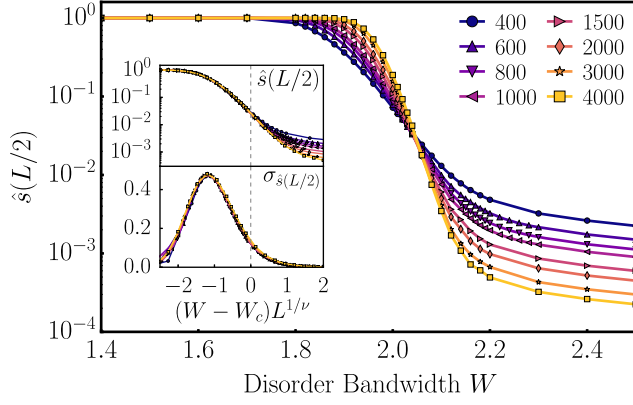 10^0
10^{-1}
10^{-2}
10^{-3}
10^{-4}
ŝ(L/2)
400
600
800
1000
1500
2000
3000
4000
10^0
10^{-1}
10^{-2}
10^{-3}
ŝ(L/2)
0.4
0.2
0.0
σ_{ŝ(L/2)}
−2 −1 0 1 2
(W − W_c)L^{1/ν}
1.4 1.6 1.8 2.0 2.2 2.4
Disorder Bandwidth W